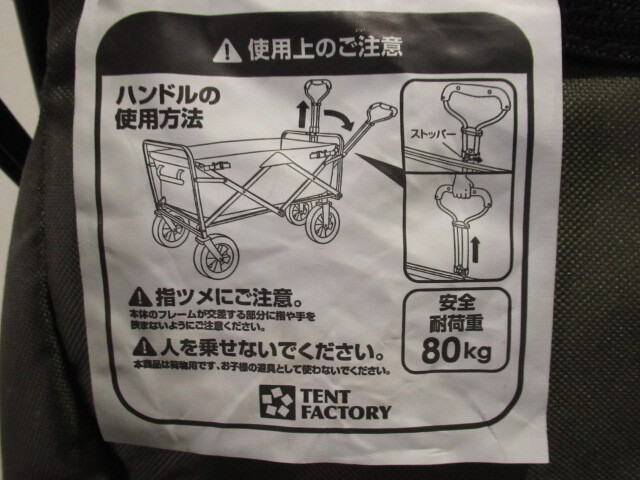 使用上のご注意
ハンドルの
使用方法
ストッパー
指ツメにご注意。
本体のフレームが交差する部分に指や手を
挟まないようにご注意ください。
人を乗せないでください。
本商品は荷物用です、お子様の遊具として使わないでください。
安全
耐荷重
80kg
TENT
FACTORY